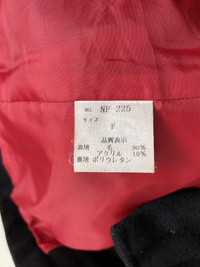 NO. NF-225
サイズ
F
品質表示
表地 毛 90%
アクリル 10%
裏地 ポリウレタン